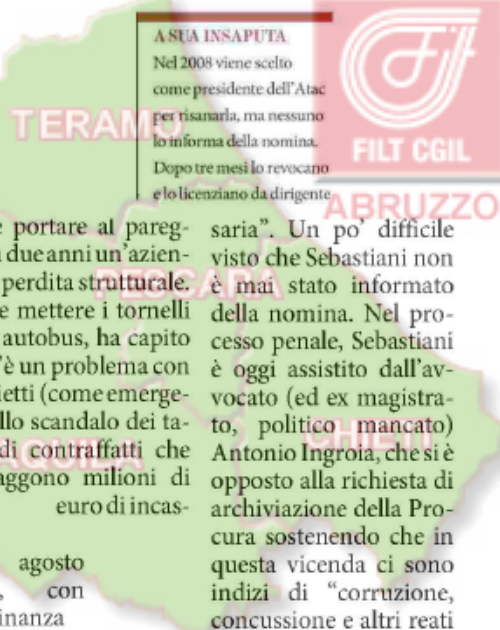 A SUA INSAPUTA
Nel 2008 viene scelto
come presidente dell'Atac
per risanarla, ma nessuno
lo informa della nomina.
Dopo tre mesi lo revocano
e lo licenziano da dirigente
FILT CGIL
ABRUZZO
TERAMO
PESCARA
CHIETI
AQUILA
portare al pareg-
due anni un'azien-
perdita strutturale.
e mettere i tornelli
autobus, ha capito
'è un problema con
ietti (come emerge-
llo scandalo dei ta-
di contraffatti che
aggono milioni di
euro di incas-
agosto
, con
inanza
saria”. Un po’ difficile
visto che Sebastiani non
è mai stato informato
della nomina. Nel pro-
cesso penale, Sebastiani
è oggi assistito dall’av-
vocato (ed ex magistra-
to, politico mancato)
Antonio Ingroia, che si è
opposto alla richiesta di
archiviazione della Pro-
cura sostenendo che in
questa vicenda ci sono
indizi di “corruzione,
concussione e altri reati